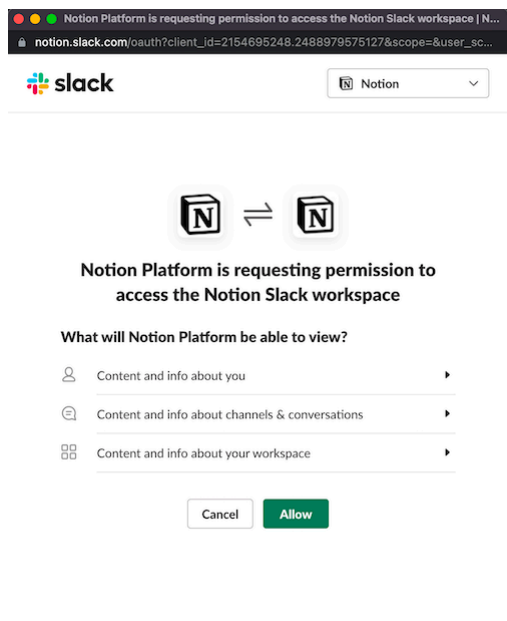 Notion Platform is requesting permission to access the Notion Slack workspace | N...
notion.slack.com/oauth?client_id=2154695248.2488979575127&scope=&user_sc...
slack
N Notion
N
N
Notion Platform is requesting permission to
access the Notion Slack workspace
What will Notion Platform be able to view?
Content and info about you
Content and info about channels & conversations
Content and info about your workspace
Cancel
Allow